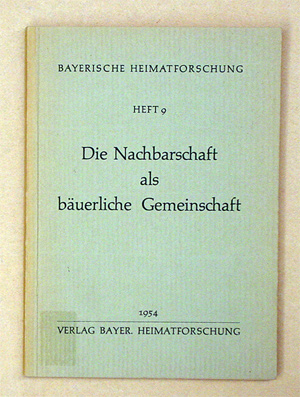 BAYERISCHE HEIMATFORSCHUNG
HEFT 9
Die Nachbarschaft
als
bäuerliche Gemeinschaft
1954
VERLAG BAYER. HEIMATFORSCHUNG